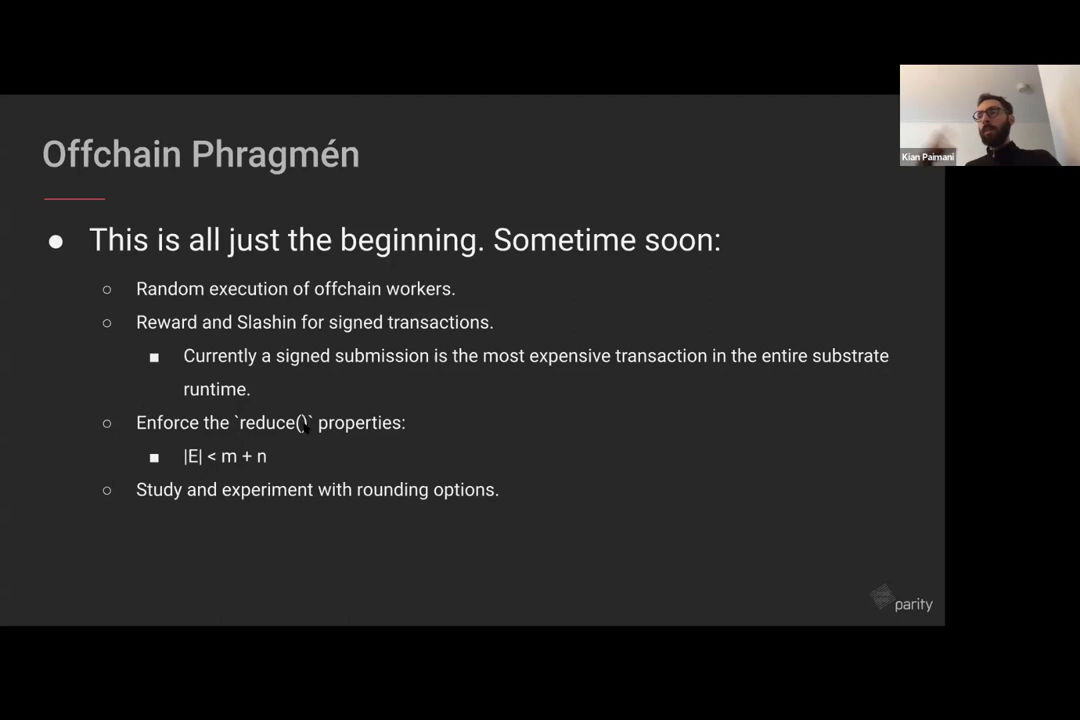 Offchain Phragmén
● This is all just the beginning. Sometime soon:
○ Random execution of offchain workers.
○ Reward and Slashin for signed transactions.
■ Currently a signed submission is the most expensive transaction in the entire substrate
runtime.
○ Enforce the `reduce()` properties:
■ |E| < m + n
○ Study and experiment with rounding options.
Kian Paimani
parity